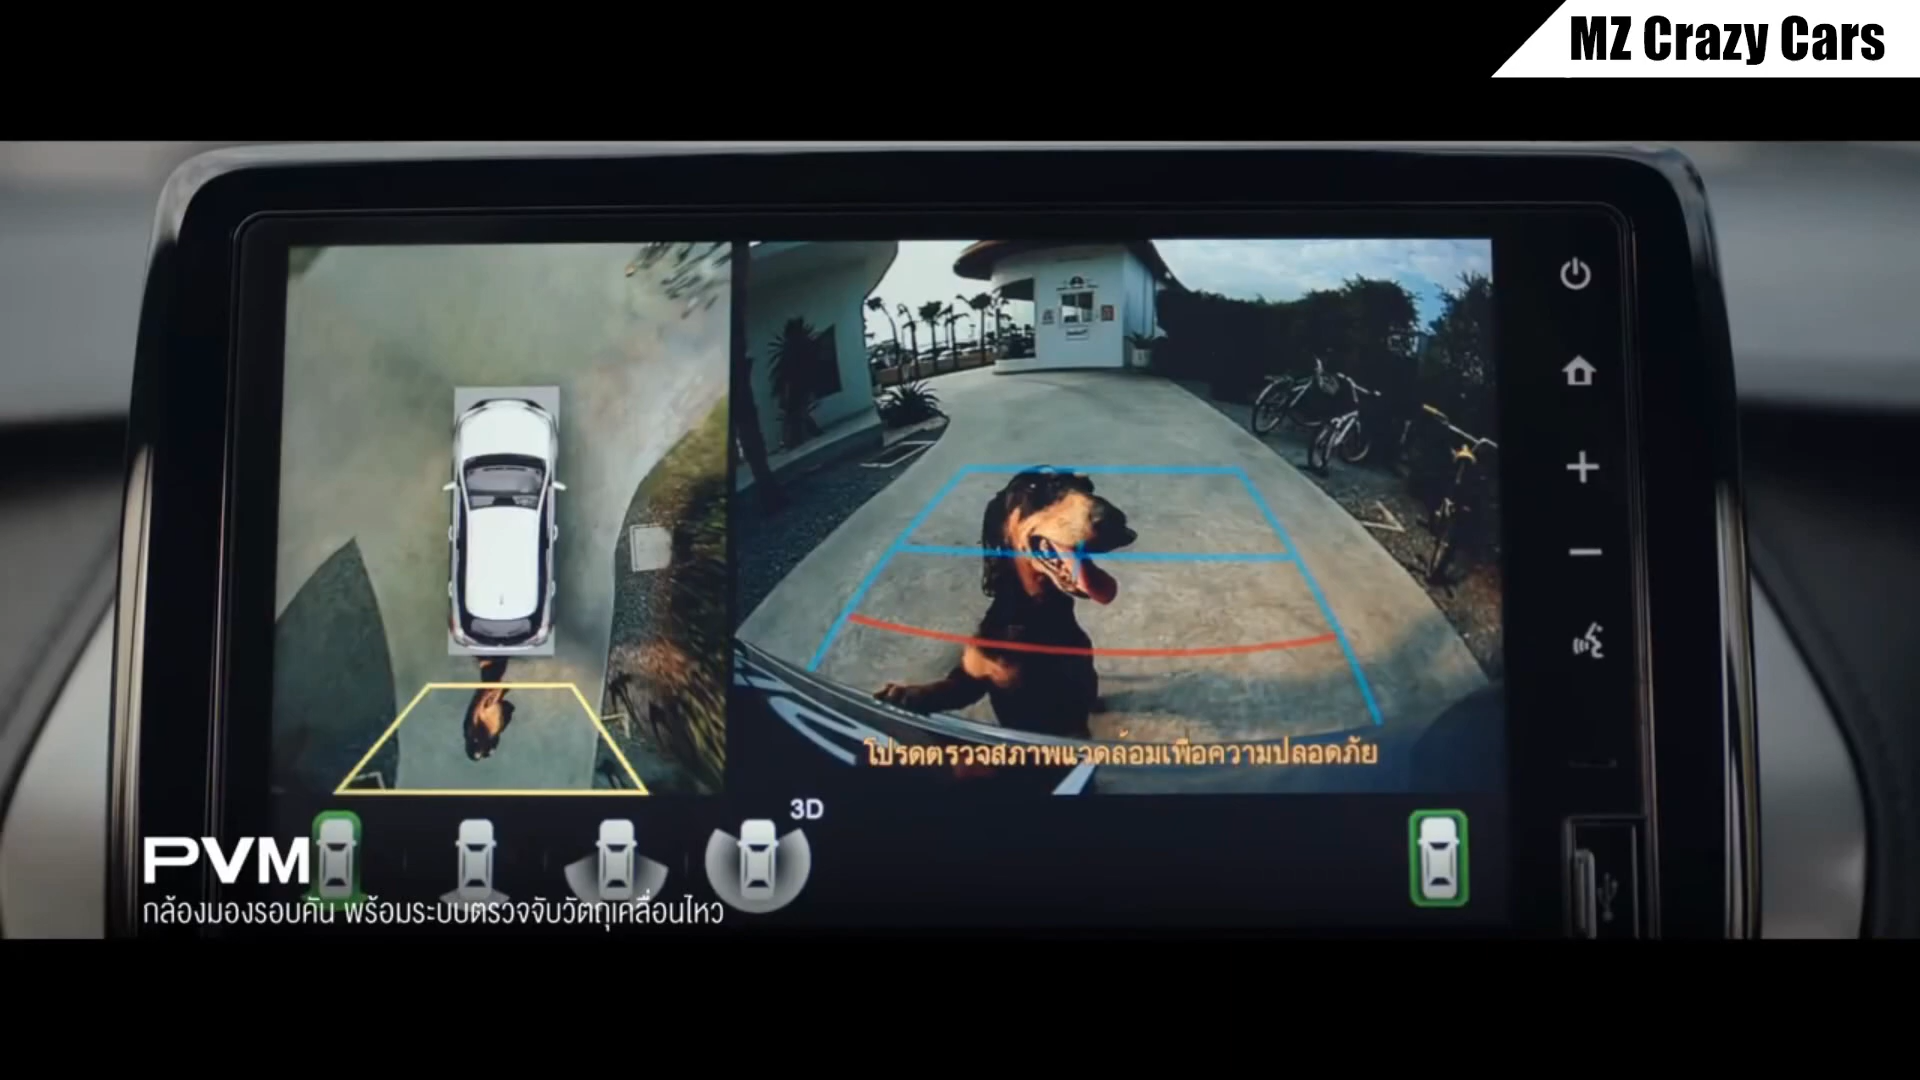 MZ Crazy Cars
โปรดตรวจสภาพแวดล้อมเพื่อความปลอดภัย
3D
PVM
กล้องมองรอบคัน พร้อมระบบตรวจจับวัตถุเคลื่อนไหว